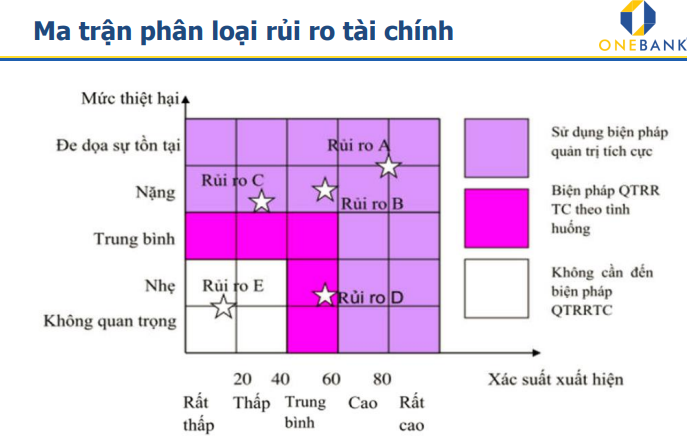 Ma trận phân loại rủi ro tài chính
ONEBANK
Mức thiệt hại
Đe dọa sự tồn tại
Nặng
Trung bình
Nhẹ
Không quan trọng
Rủi ro A
Rủi ro C
Rủi ro B
Rủi ro E
Rủi ro D
Sử dụng biện pháp
quản trị tích cực
Biện pháp QTRR
TC theo tình
huống
Không cần đến
biện pháp
QTRRTC
20 40 60 80
Xác suất xuất hiện
Rất
thấp
Thấp
Trung
bình
Cao
Rất
cao